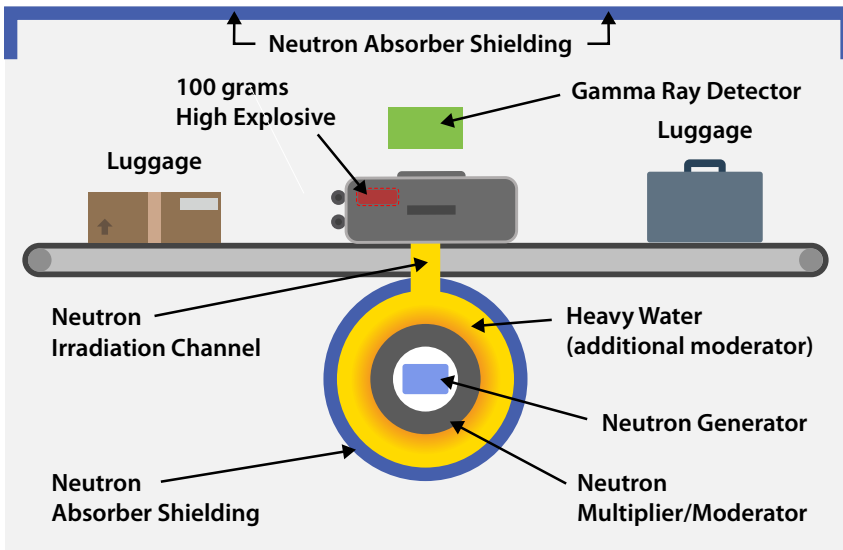 Neutron Absorber Shielding
100 grams
High Explosive
Gamma Ray Detector
Luggage
Luggage
Neutron
Irradiation Channel
Heavy Water
(additional moderator)
Neutron Generator
Neutron
Absorber Shielding
Neutron
Multiplier/Moderator